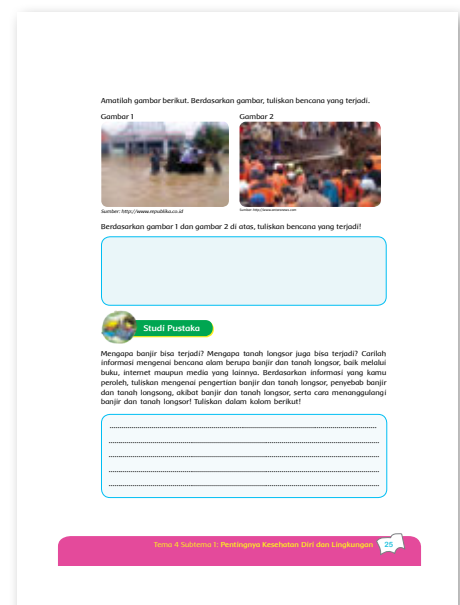 Amatilah gambar berikut. Berdasarkan gambar, tuliskan bencana yang terjadi.
Gambar 1
Gambar 2
Sumber: http://www.republika.co.id
Sumber: http://www.
Berdasarkan gambar 1 dan gambar 2 di atas, tuliskan bencana yang terjadi!
Studi Pustaka
Mengapa banjir bisa terjadi? Mengapa tanah longsor juga bisa terjadi? Carilah
informasi mengenai bencana alam berupa banjir dan tanah longsor, baik melalui
buku, internet maupun media yang lainnya. Berdasarkan informasi yang kamu
peroleh, tuliskan mengenai pengertian banjir dan tanah longsor, penyebab banjir
dan tanah longsong, akibat banjir dan tanah longsor, serta cara menanggulangi
banjir dan tanah longsor! Tuliskan dalam kolom berikut!
Tema 4 Subtema 1: Pentingnya Kesehatan Diri dan Lingkungan
25